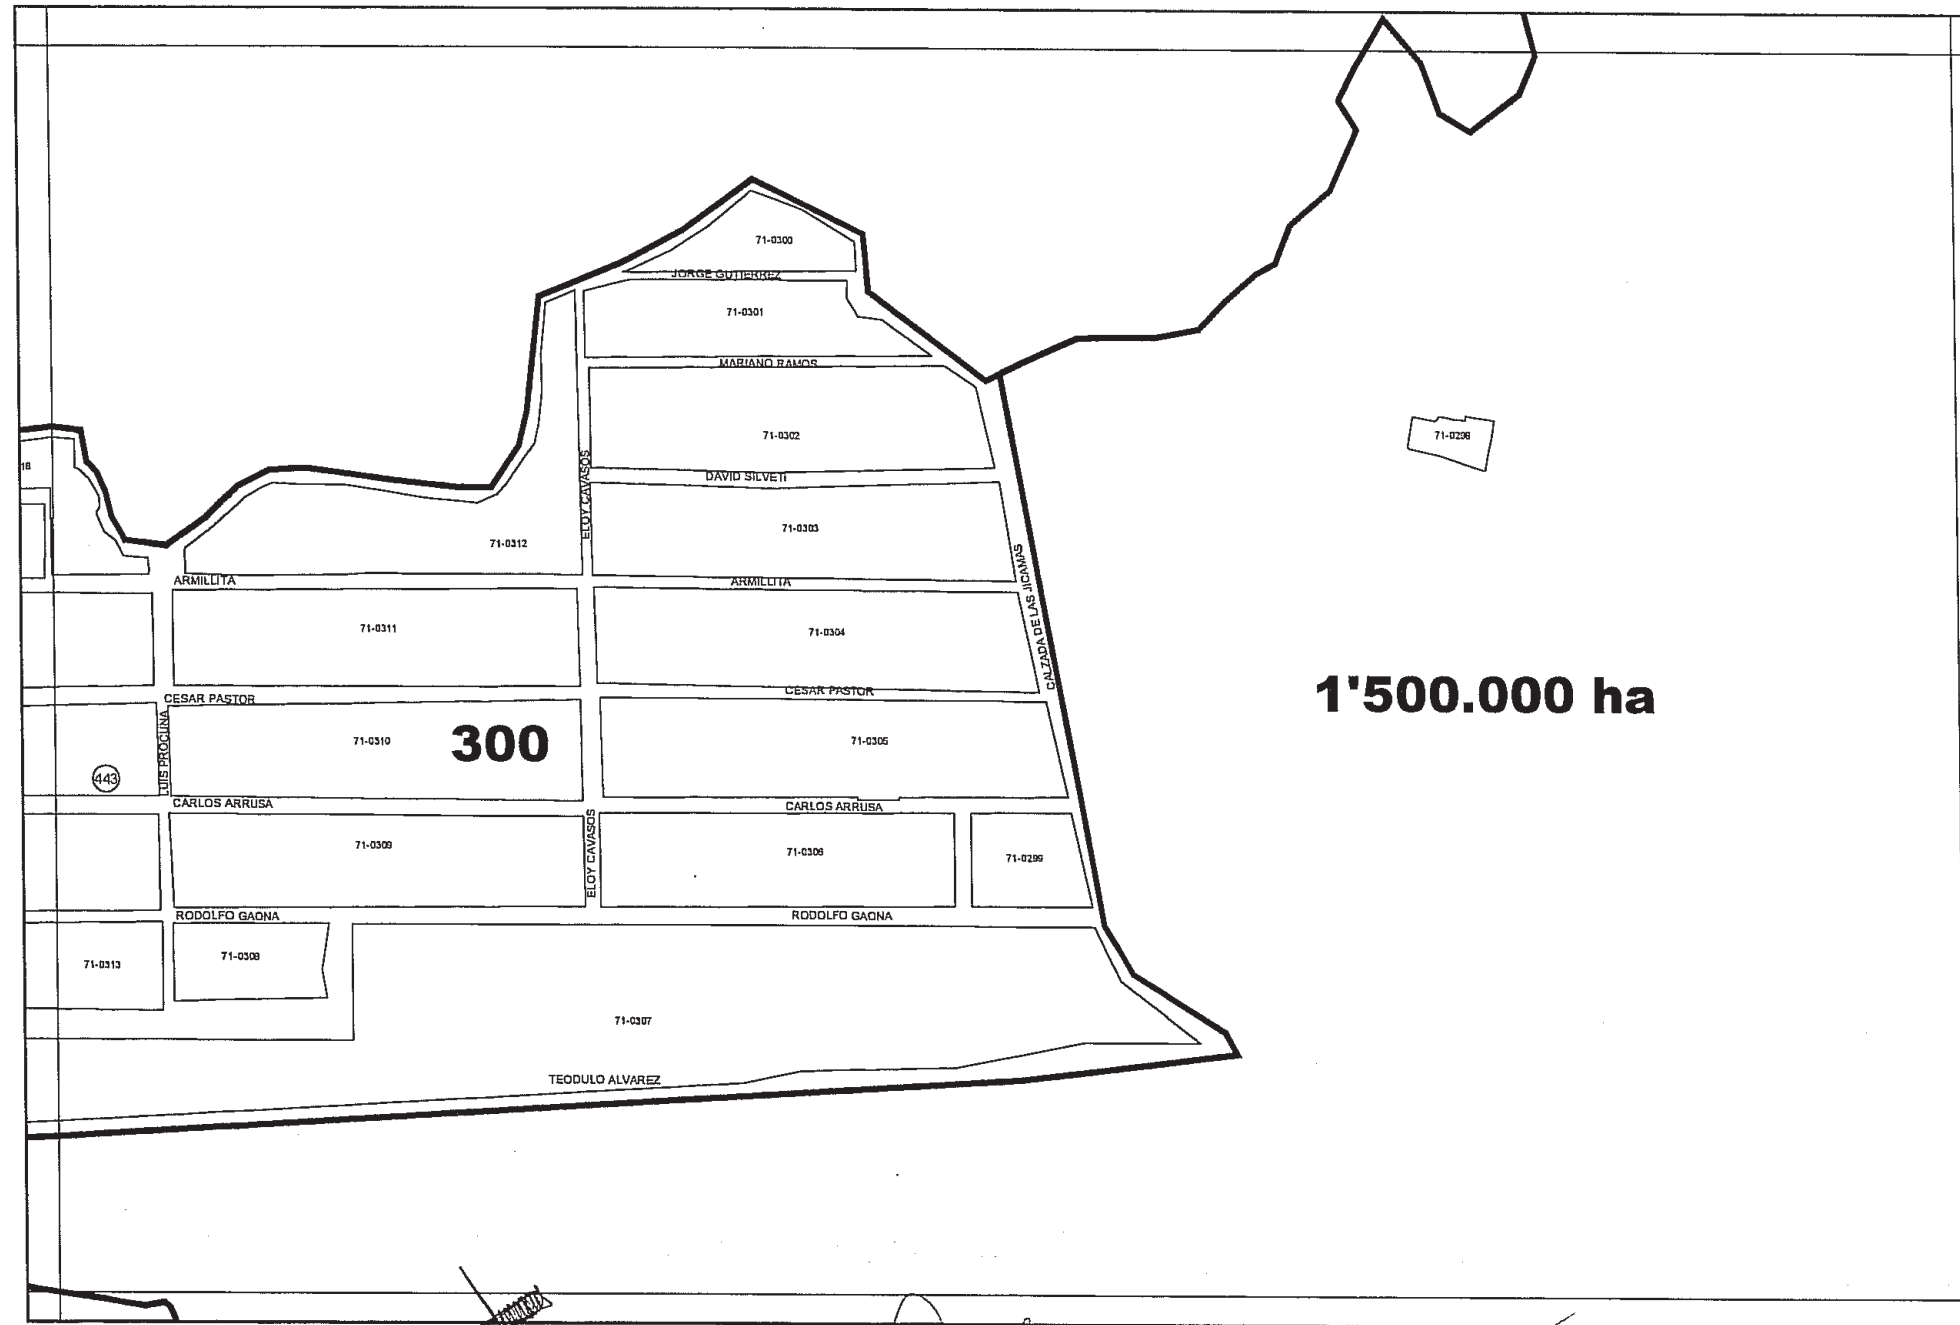 71-0300
JORGE GUTIERREZ
71-0301
MARIANO RAMOS
71-0302
71-0298
18
ELOY CAVASOS
DAVID SILVETI
71-0303
71-0312
ARMILLITA
ARMILLITA
CALZADA DE LAS JICAMAS
71-0311
71-0304
CESAR PASTOR
CESAR PASTOR
1'500.000 ha
LUIS PROCUNA
71-0310
300
71-0305
443
CARLOS ARRUSA
CARLOS ARRUSA
71-0309
ELOY CAVASOS
71-0306
71-0299
RODOLFO GAONA
RODOLFO GAONA
71-0313
71-0308
71-0307
TEODULO ALVAREZ